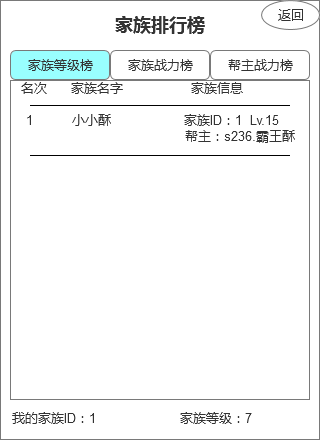 家族排行榜
返回
家族等级榜 家族战力榜 帮主战力榜
名次 家族名字 家族信息
1 小小酥 家族ID：1 Lv.15
帮主：s236.霸王酥
我的家族ID：1 家族等级：7